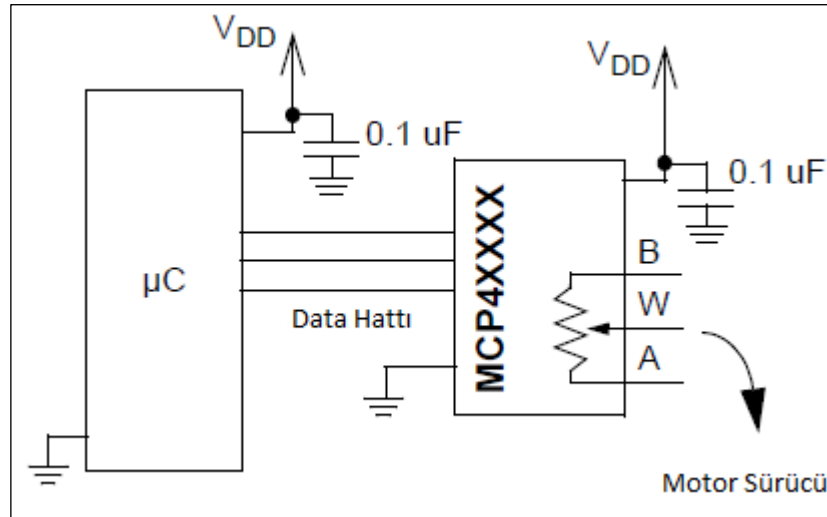 VDD
VDD
0.1 uF
0.1 uF
MCP4XXXX
µC
B
W
A
Data Hattı
Motor Sürücü